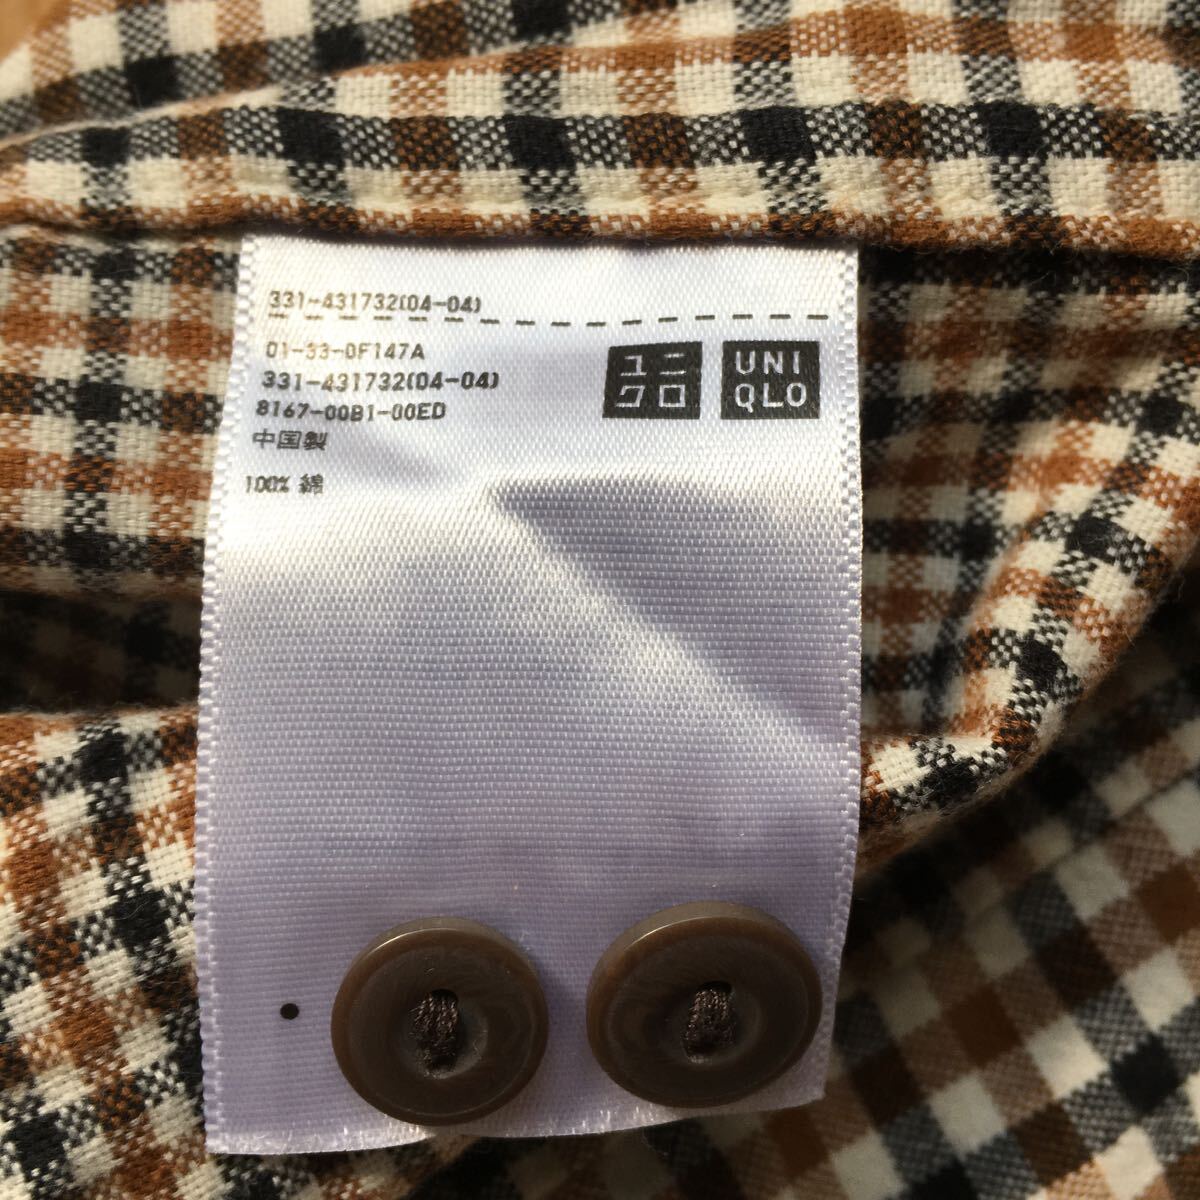 331-431732(04-04)
01-33-0F147A
331-431732(04-04)
8167-00B1-00ED
中国製
100% 綿
ユニ
クロ
UNI
QLO